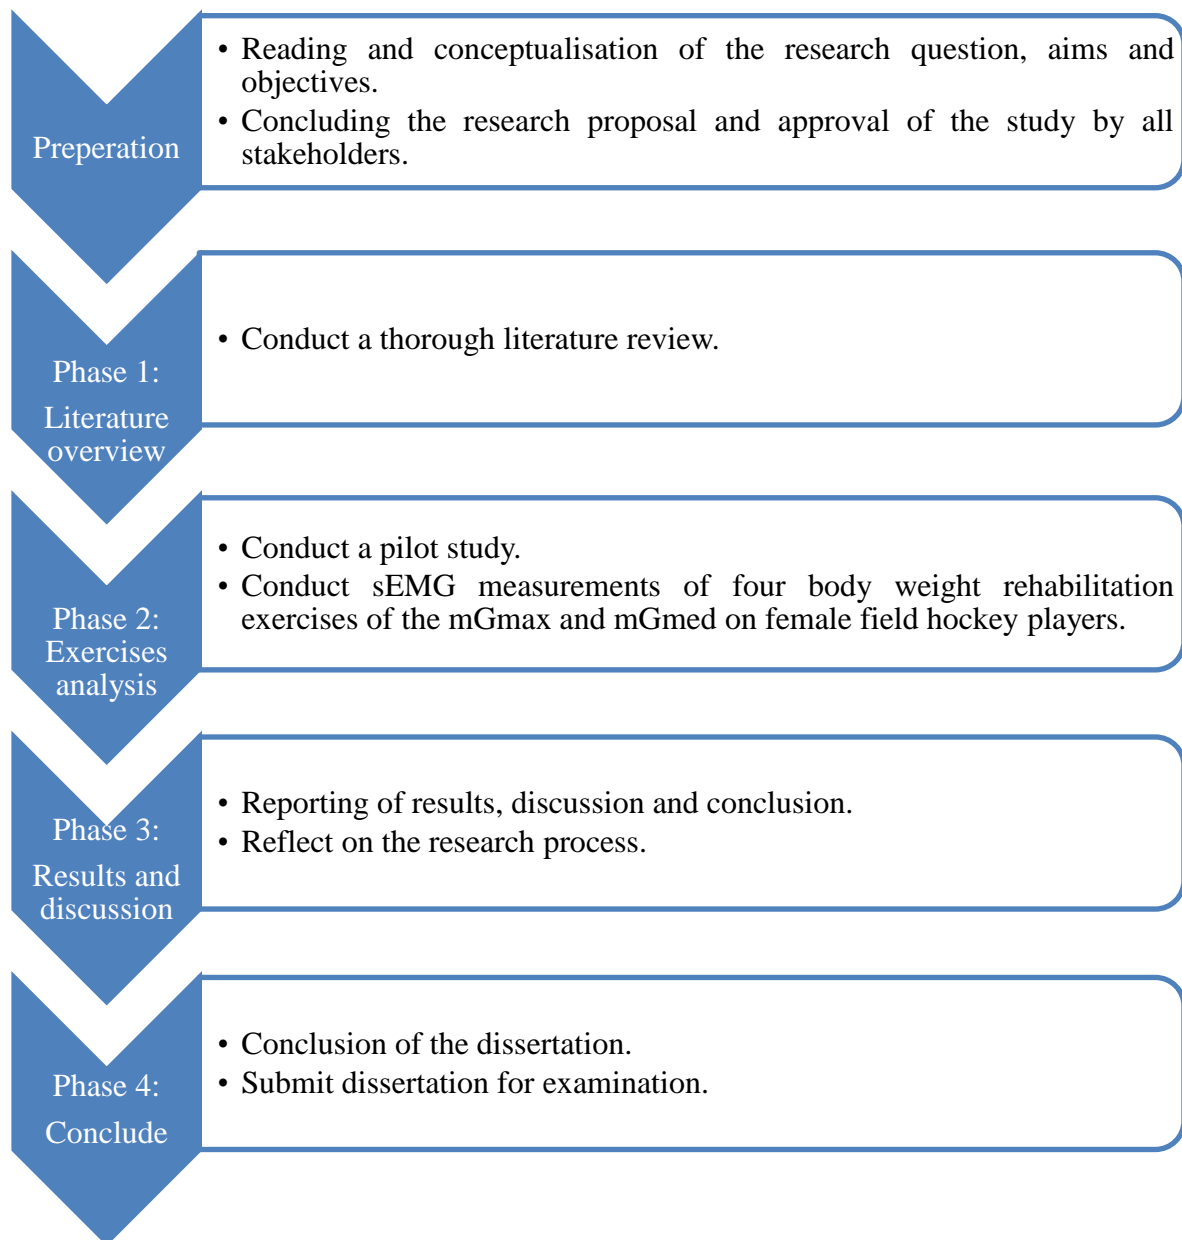 Preperation
• Reading and conceptualisation of the research question, aims and
objectives.
• Concluding the research proposal and approval of the study by all
stakeholders.
Phase 1:
Literature
overview
• Conduct a thorough literature review.
Phase 2:
Exercises
analysis
• Conduct a pilot study.
• Conduct sEMG measurements of four body weight rehabilitation
exercises of the mGmax and mGmed on female field hockey players.
Phase 3:
Results and
discussion
• Reporting of results, discussion and conclusion.
• Reflect on the research process.
Phase 4:
Conclude
• Conclusion of the dissertation.
• Submit dissertation for examination.